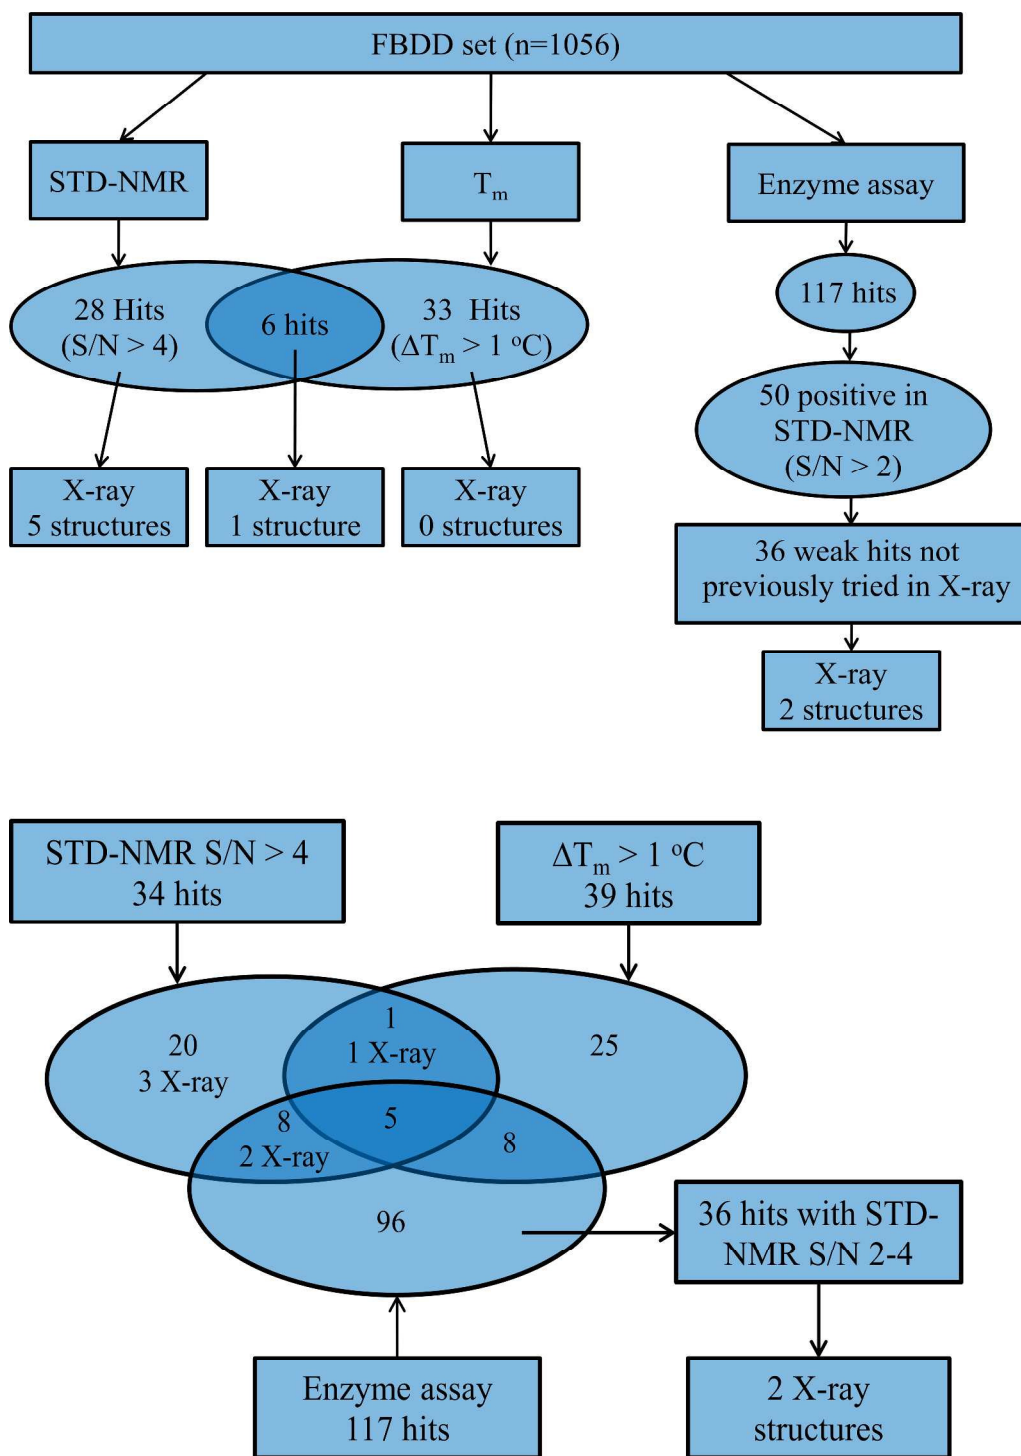 FBDD set (n=1056)
STD-NMR
Tm
Enzyme assay
28 Hits
(S/N > 4)
6 hits
33 Hits
(ΔTm > 1 °C)
117 hits
50 positive in
STD-NMR
(S/N > 2)
X-ray
5 structures
X-ray
1 structure
X-ray
0 structures
36 weak hits not
previously tried in X-ray
X-ray
2 structures
STD-NMR S/N > 4
34 hits
ΔTm > 1 °C
39 hits
20
3 X-ray
1
1 X-ray
25
8
2 X-ray
5
8
96
36 hits with STD-
NMR S/N 2-4
Enzyme assay
117 hits
2 X-ray
structures